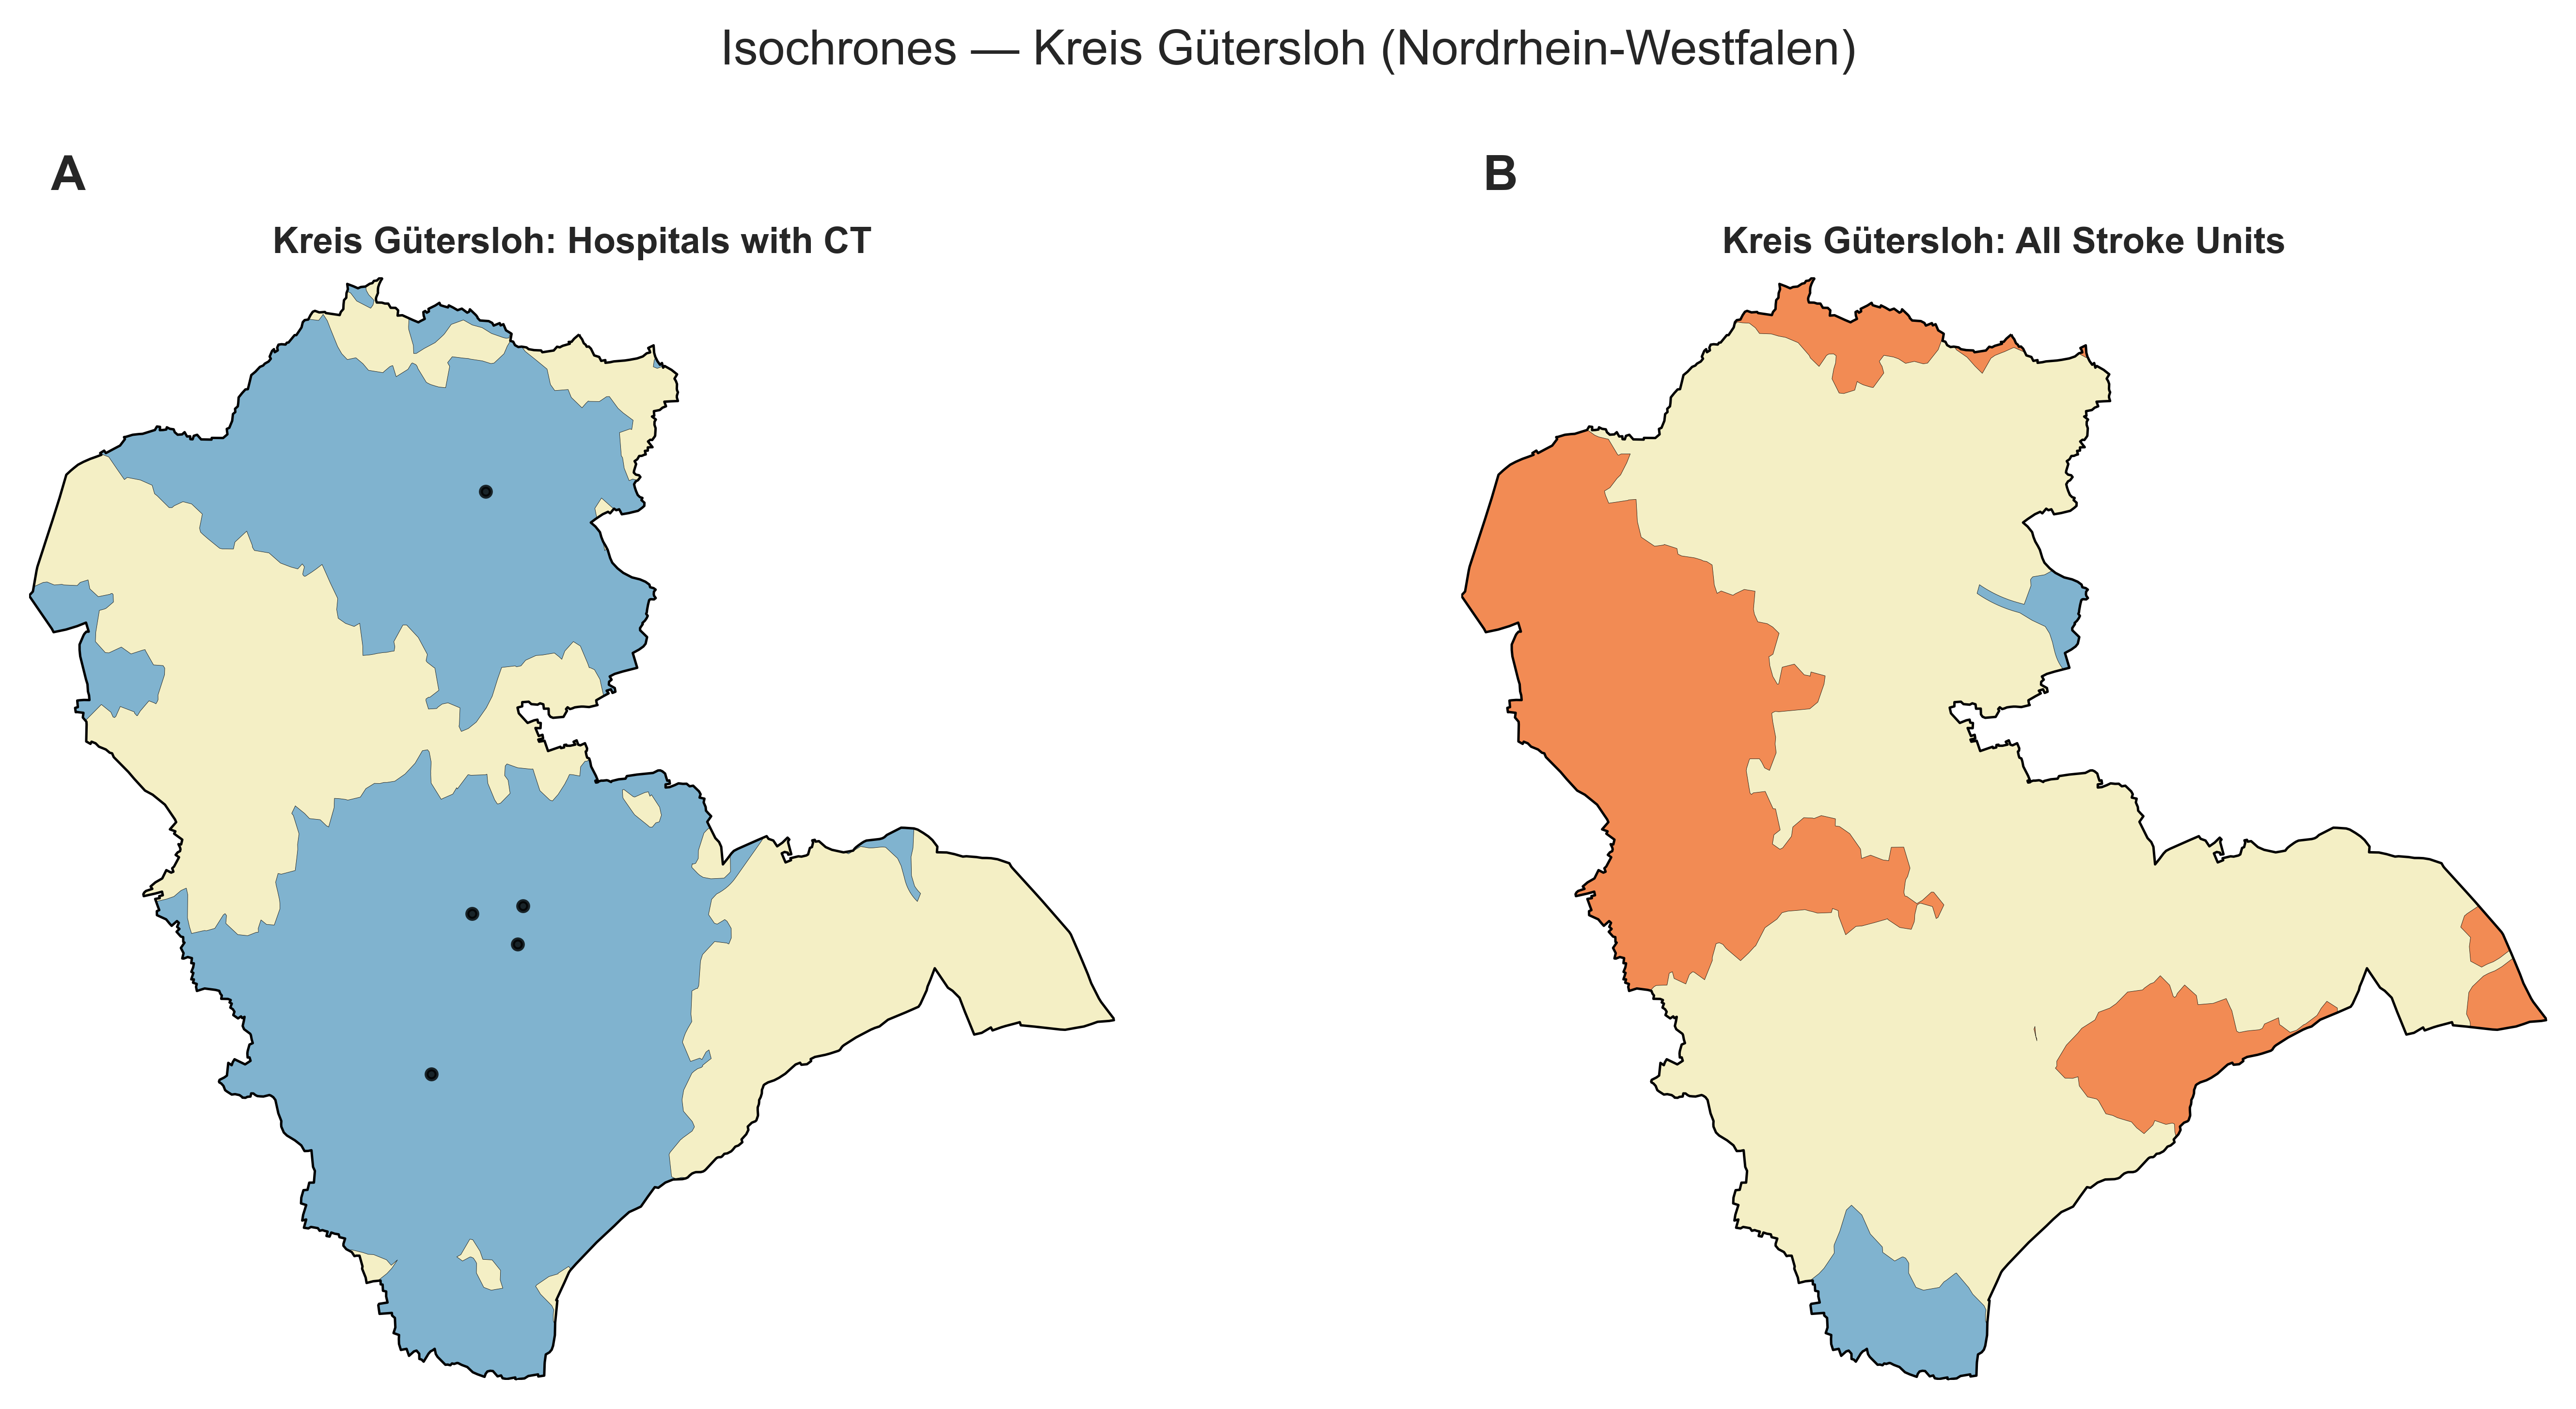 Isochrones — Kreis Gütersloh (Nordrhein-Westfalen)
A
Kreis Gütersloh: Hospitals with CT
B
Kreis Gütersloh: All Stroke Units